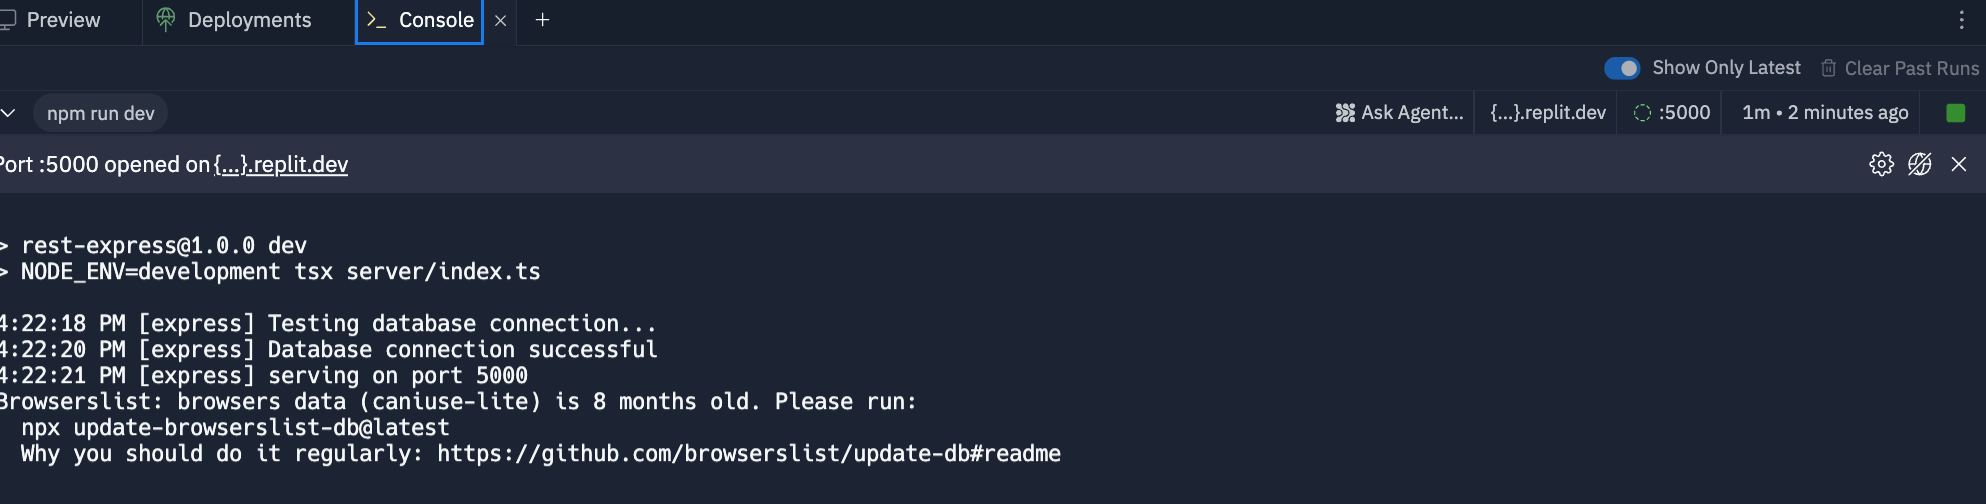 Preview
Deployments
>_ Console
Show Only Latest
Clear Past Runs
npm run dev
Ask Agent...
{...}.replit.dev
:5000
1m • 2 minutes ago
Port :5000 opened on {...}.replit.dev
> rest-express@1.0.0 dev
> NODE_ENV=development tsx server/index.ts
4:22:18 PM [express] Testing database connection...
4:22:20 PM [express] Database connection successful
4:22:21 PM [express] serving on port 5000
Browserslist: browsers data (caniuse-lite) is 8 months old. Please run:
npx update-browserslist-db@latest
Why you should do it regularly: https://github.com/browserslist/update-db#readme